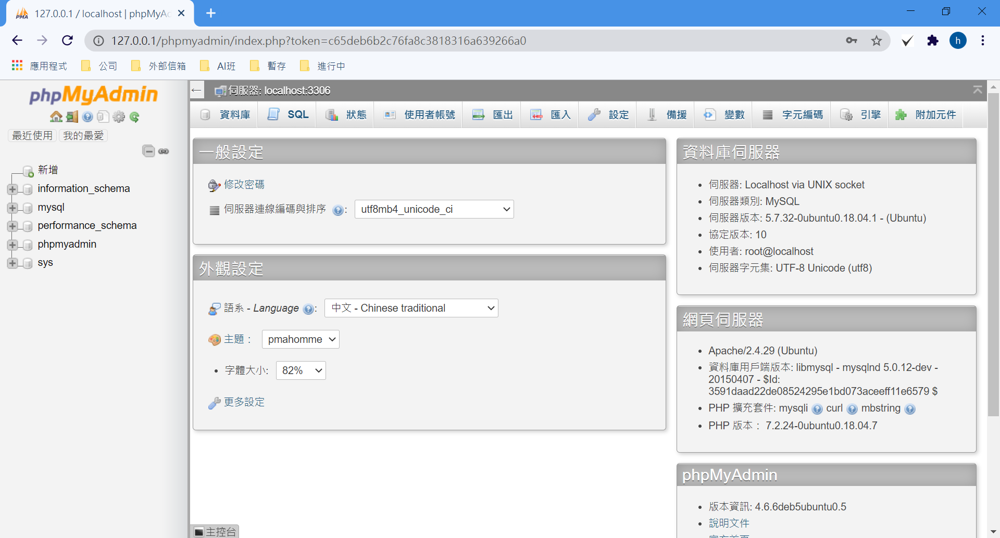 127.0.0.1 / localhost | phpMyAd
127.0.0.1/phpmyadmin/index.php?token=c65deb6b2c76fa8c3818316a639266a0
h
應用程式 公司 外部信箱 AI班 暫存 進行中
phpMyAdmin
最近使用 我的最愛
新增
information_schema
mysql
performance_schema
phpmyadmin
sys
伺服器: localhost:3306
資料庫 SQL 狀態 使用者帳號 匯出 匯入 設定 備援 變數 字元編碼 引擎 附加元件
一般設定
修改密碼
伺服器連線編碼與排序 : utf8mb4_unicode_ci
外觀設定
語系 - Language : 中文 - Chinese traditional
主題： pmahomme
字體大小: 82%
更多設定
資料庫伺服器
伺服器: Localhost via UNIX socket
伺服器類別: MySQL
伺服器版本: 5.7.32-0ubuntu0.18.04.1 - (Ubuntu)
協定版本: 10
使用者: root@localhost
伺服器字元集: UTF-8 Unicode (utf8)
網頁伺服器
Apache/2.4.29 (Ubuntu)
資料庫用戶端版本: libmysql - mysqlnd 5.0.12-dev -
20150407 - $Id:
3591daad22de08524295e1bd073aceeff11e6579 $
PHP 擴充套件: mysqli curl mbstring
PHP 版本： 7.2.24-0ubuntu0.18.04.7
phpMyAdmin
版本資訊: 4.6.6deb5ubuntu0.5
說明文件
主控台